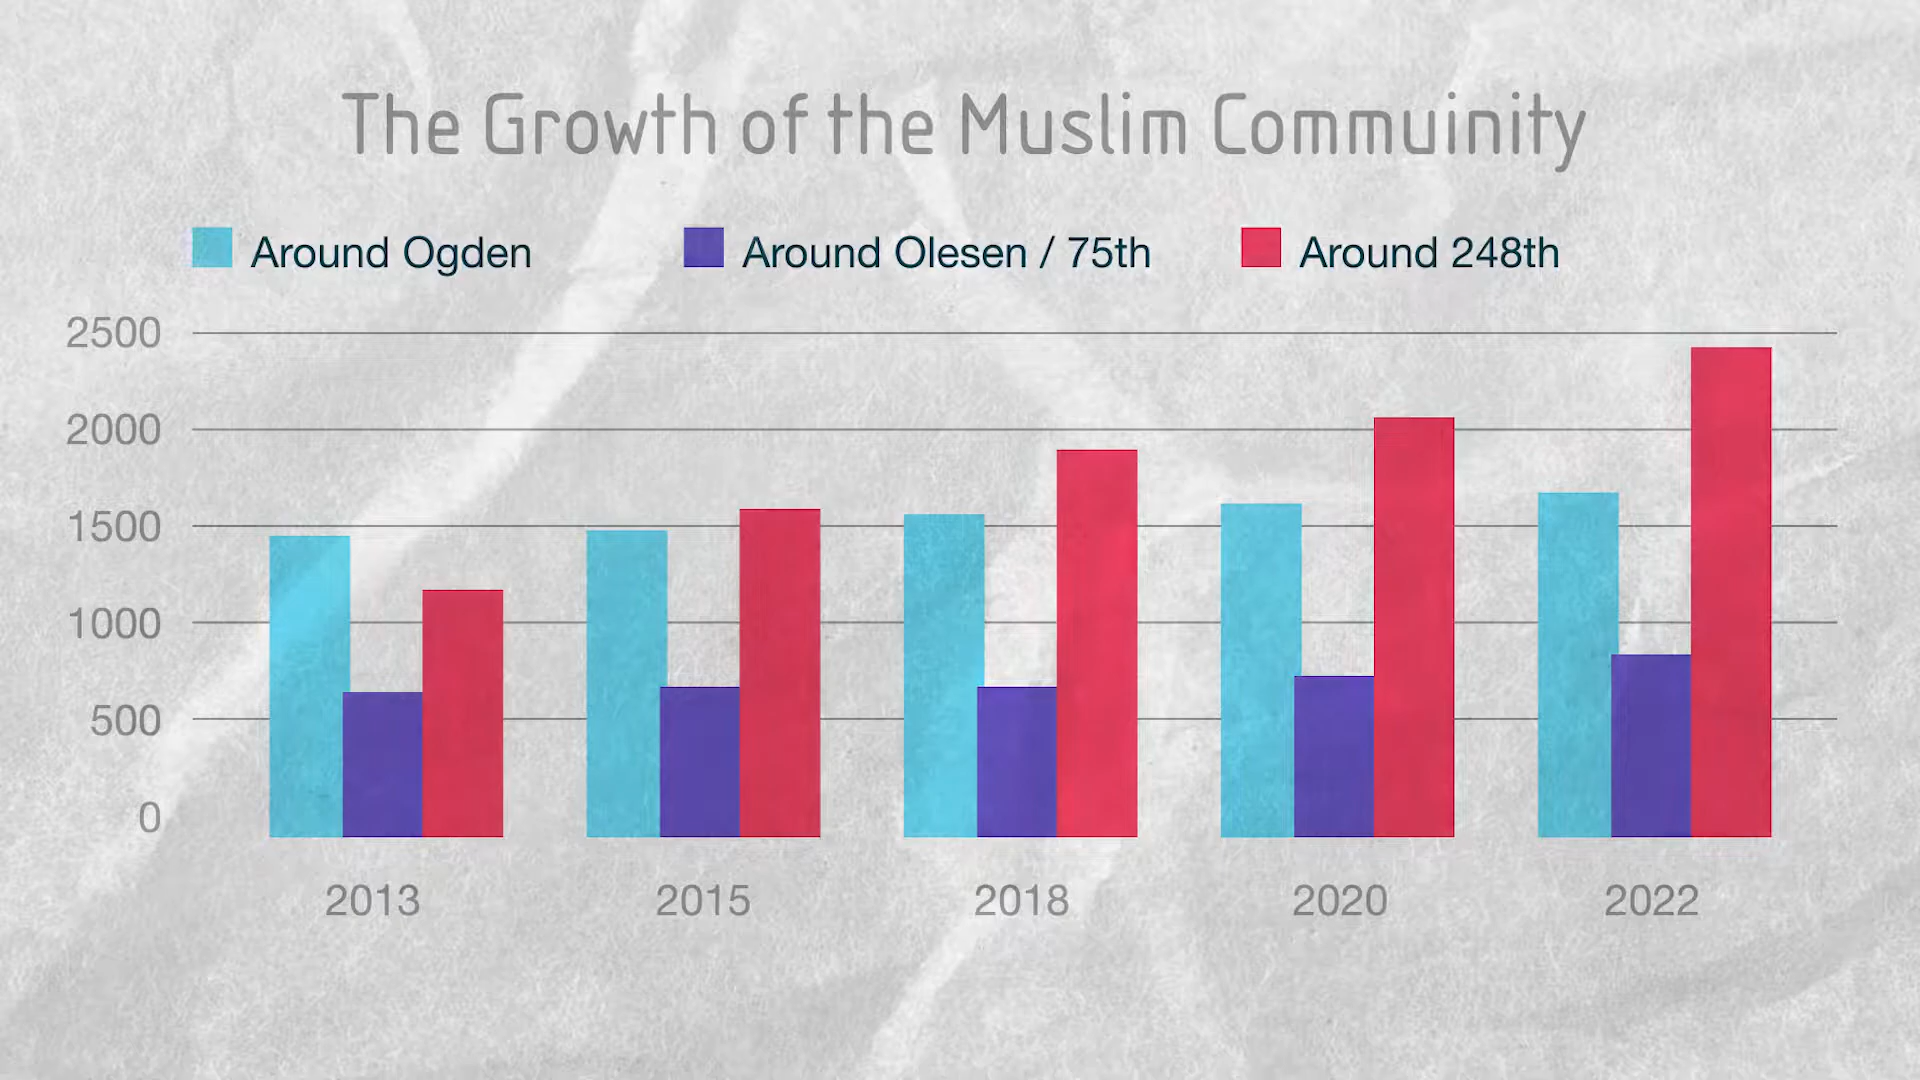 The Growth of the Muslim Commuinity
Around Ogden
Around Olesen / 75th
Around 248th
2500
2000
1500
1000
500
0
2013 2015 2018 2020 2022